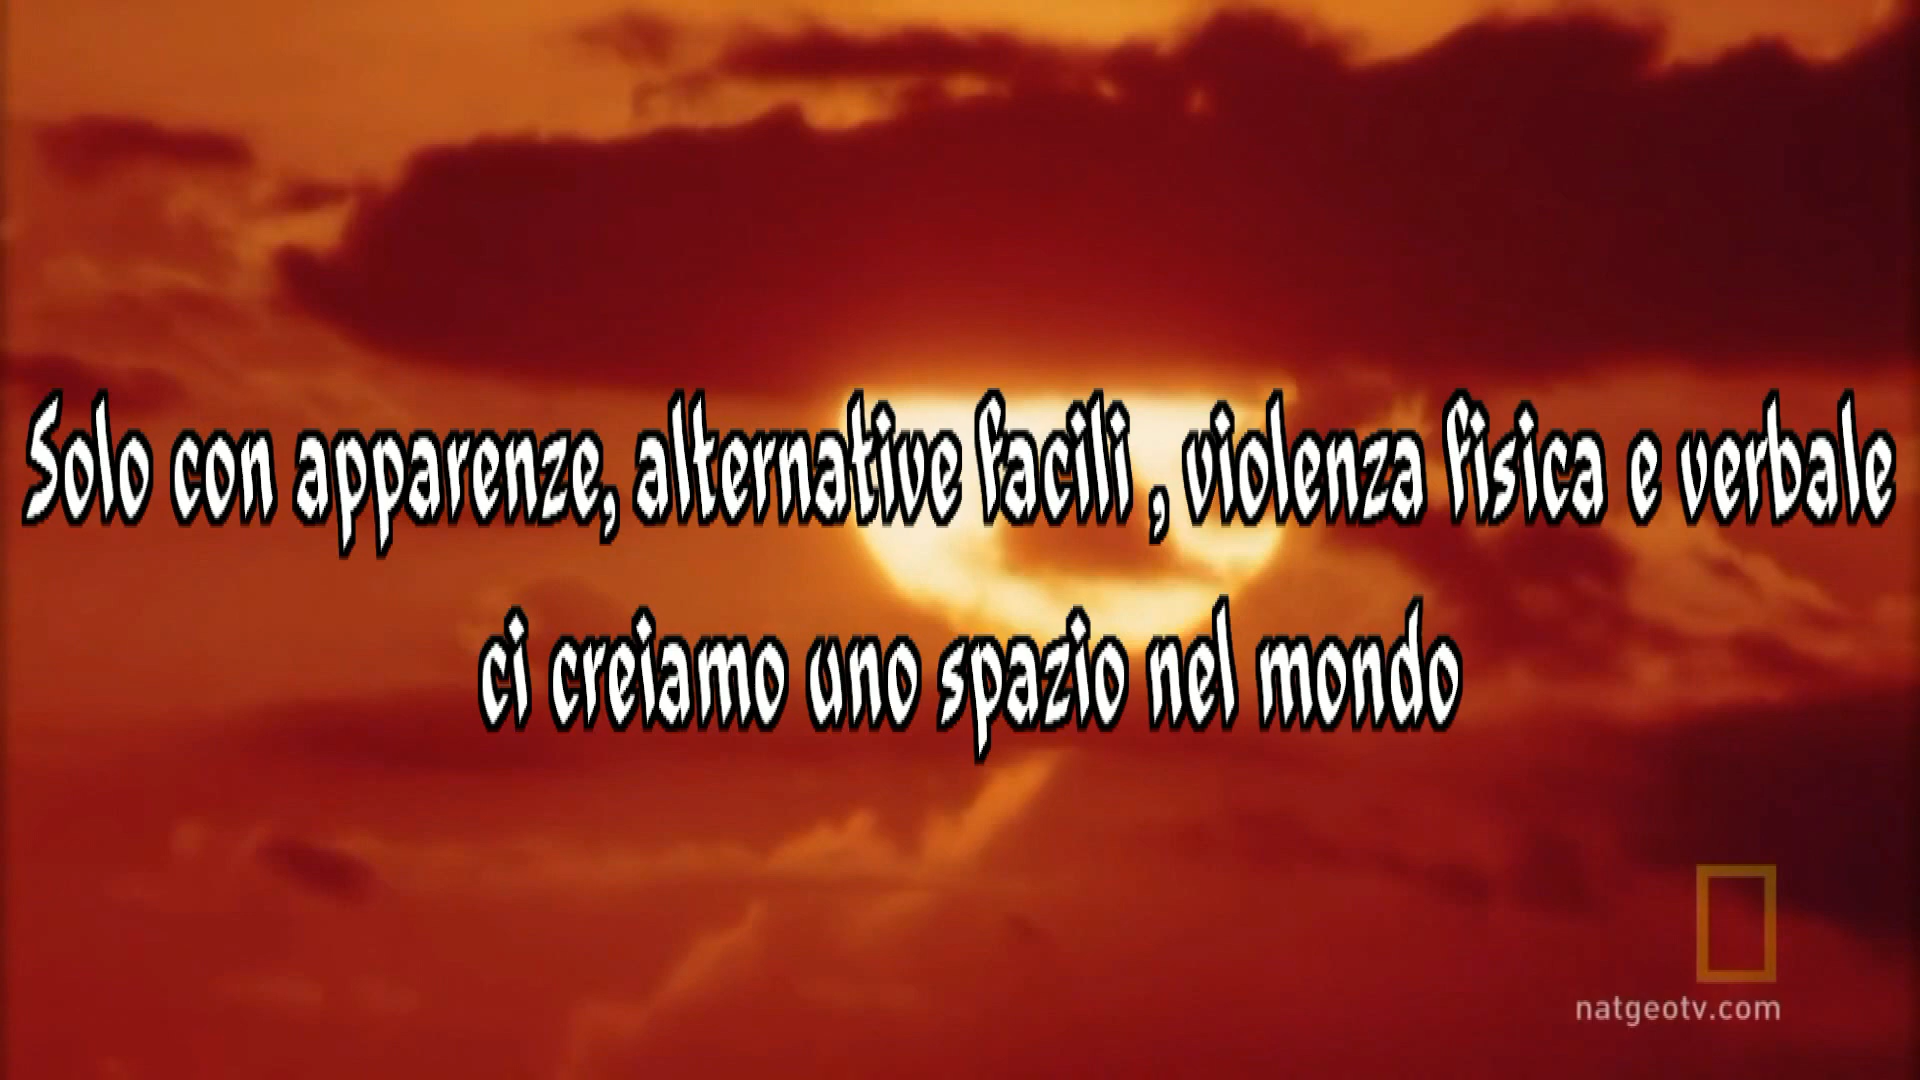 Solo con apparenze, alternative facili , violenza fisica e verbale
ci creiamo uno spazio nel mondo
natgeotv.com